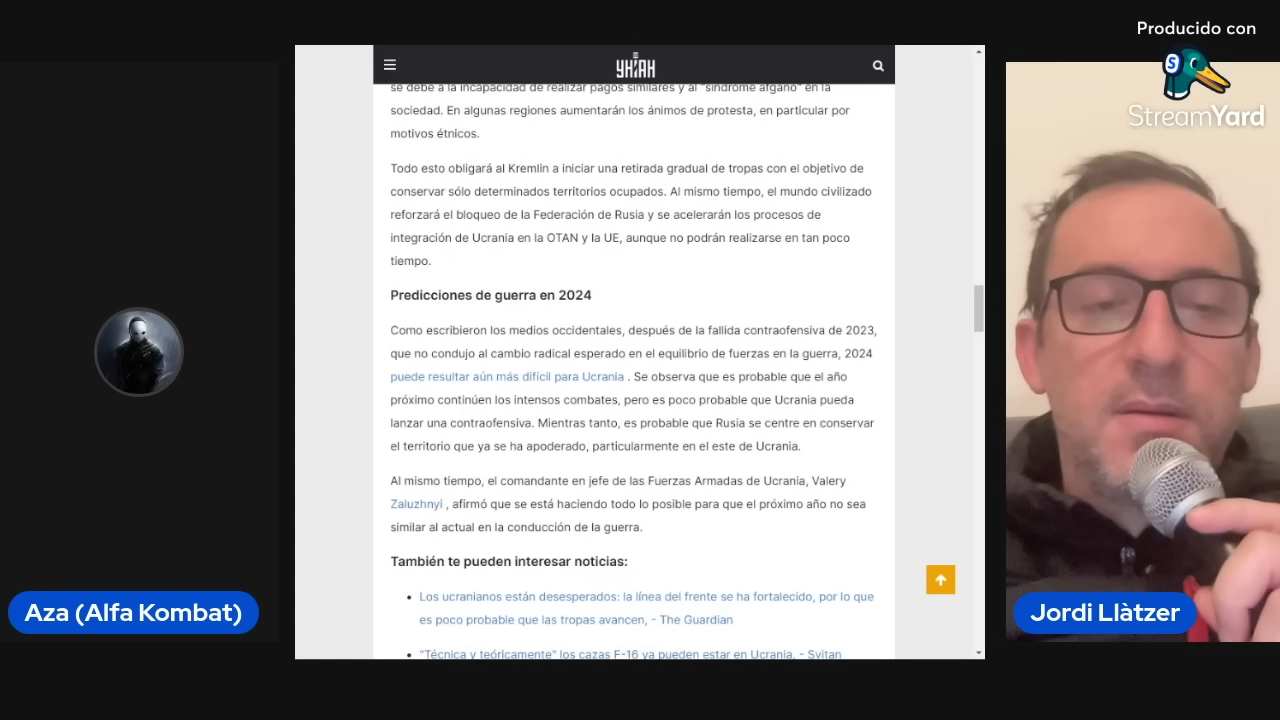 Producido con
StreamYard
УНІАН
se debe a la incapacidad de realizar pagos similares y al "síndrome afgano" en la
sociedad. En algunas regiones aumentarán los ánimos de protesta, en particular por
motivos étnicos.
Todo esto obligará al Kremlin a iniciar una retirada gradual de tropas con el objetivo de
conservar sólo determinados territorios ocupados. Al mismo tiempo, el mundo civilizado
reforzará el bloqueo de la Federación de Rusia y se acelerarán los procesos de
integración de Ucrania en la OTAN y la UE, aunque no podrán realizarse en tan poco
tiempo.
Predicciones de guerra en 2024
Como escribieron los medios occidentales, después de la fallida contraofensiva de 2023,
que no condujo al cambio radical esperado en el equilibrio de fuerzas en la guerra, 2024
puede resultar aún más difícil para Ucrania . Se observa que es probable que el año
próximo continúen los intensos combates, pero es poco probable que Ucrania pueda
lanzar una contraofensiva. Mientras tanto, es probable que Rusia se centre en conservar
el territorio que ya se ha apoderado, particularmente en el este de Ucrania.
Al mismo tiempo, el comandante en jefe de las Fuerzas Armadas de Ucrania, Valery
Zaluzhnyi , afirmó que se está haciendo todo lo posible para que el próximo año no sea
similar al actual en la conducción de la guerra.
También te pueden interesar noticias:
• Los ucranianos están desesperados: la línea del frente se ha fortalecido, por lo que
es poco probable que las tropas avancen, - The Guardian
• "Técnica y teóricamente" los cazas F-16 ya pueden estar en Ucrania, - Svitan
Aza (Alfa Kombat)
Jordi Llàtzer